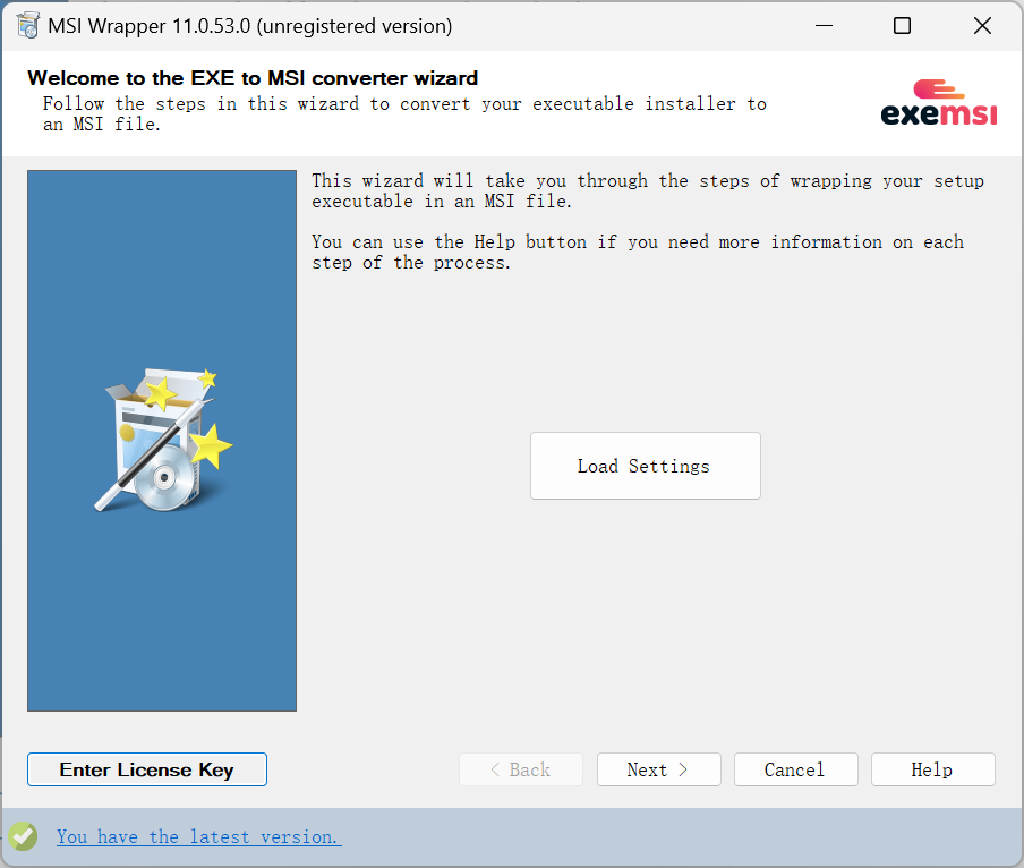 MSI Wrapper 11.0.53.0 (unregistered version)
Welcome to the EXE to MSI converter wizard
Follow the steps in this wizard to convert your executable installer to
an MSI file.
exemsi
This wizard will take you through the steps of wrapping your setup
executable in an MSI file.
You can use the Help button if you need more information on each
step of the process.
Load Settings
Enter License Key
< Back
Next >
Cancel
Help
You have the latest version.